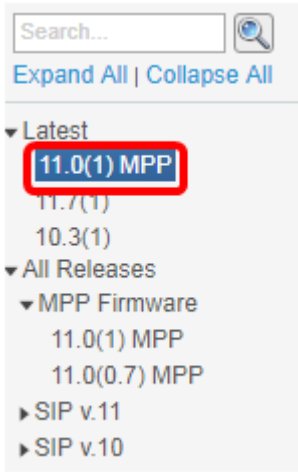 Search...
Expand All | Collapse All
Latest
11.0(1) MPP
11.7(1)
10.3(1)
All Releases
MPP Firmware
11.0(1) MPP
11.0(0.7) MPP
SIP v.11
SIP v.10